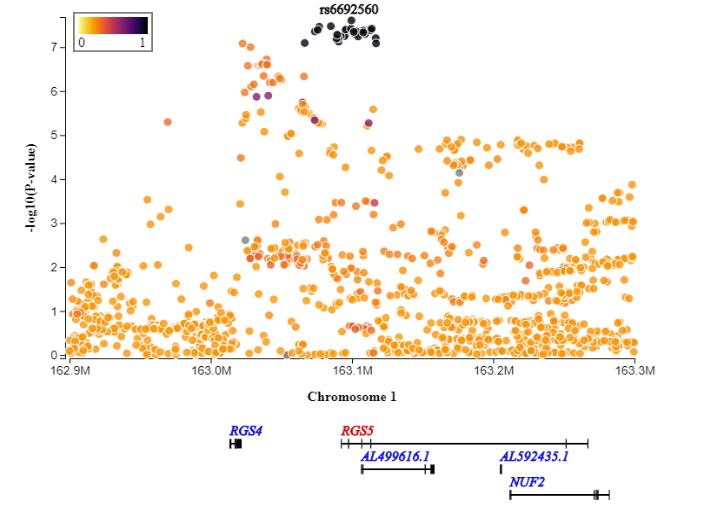 rs6692560
0 1
7
6
5
4
3
2
1
0
-log10(P-value)
162.9M 163.0M 163.1M 163.2M 163.3M
Chromosome 1
RGS4 RGS5
AL499616.1 AL592435.1
NUF2